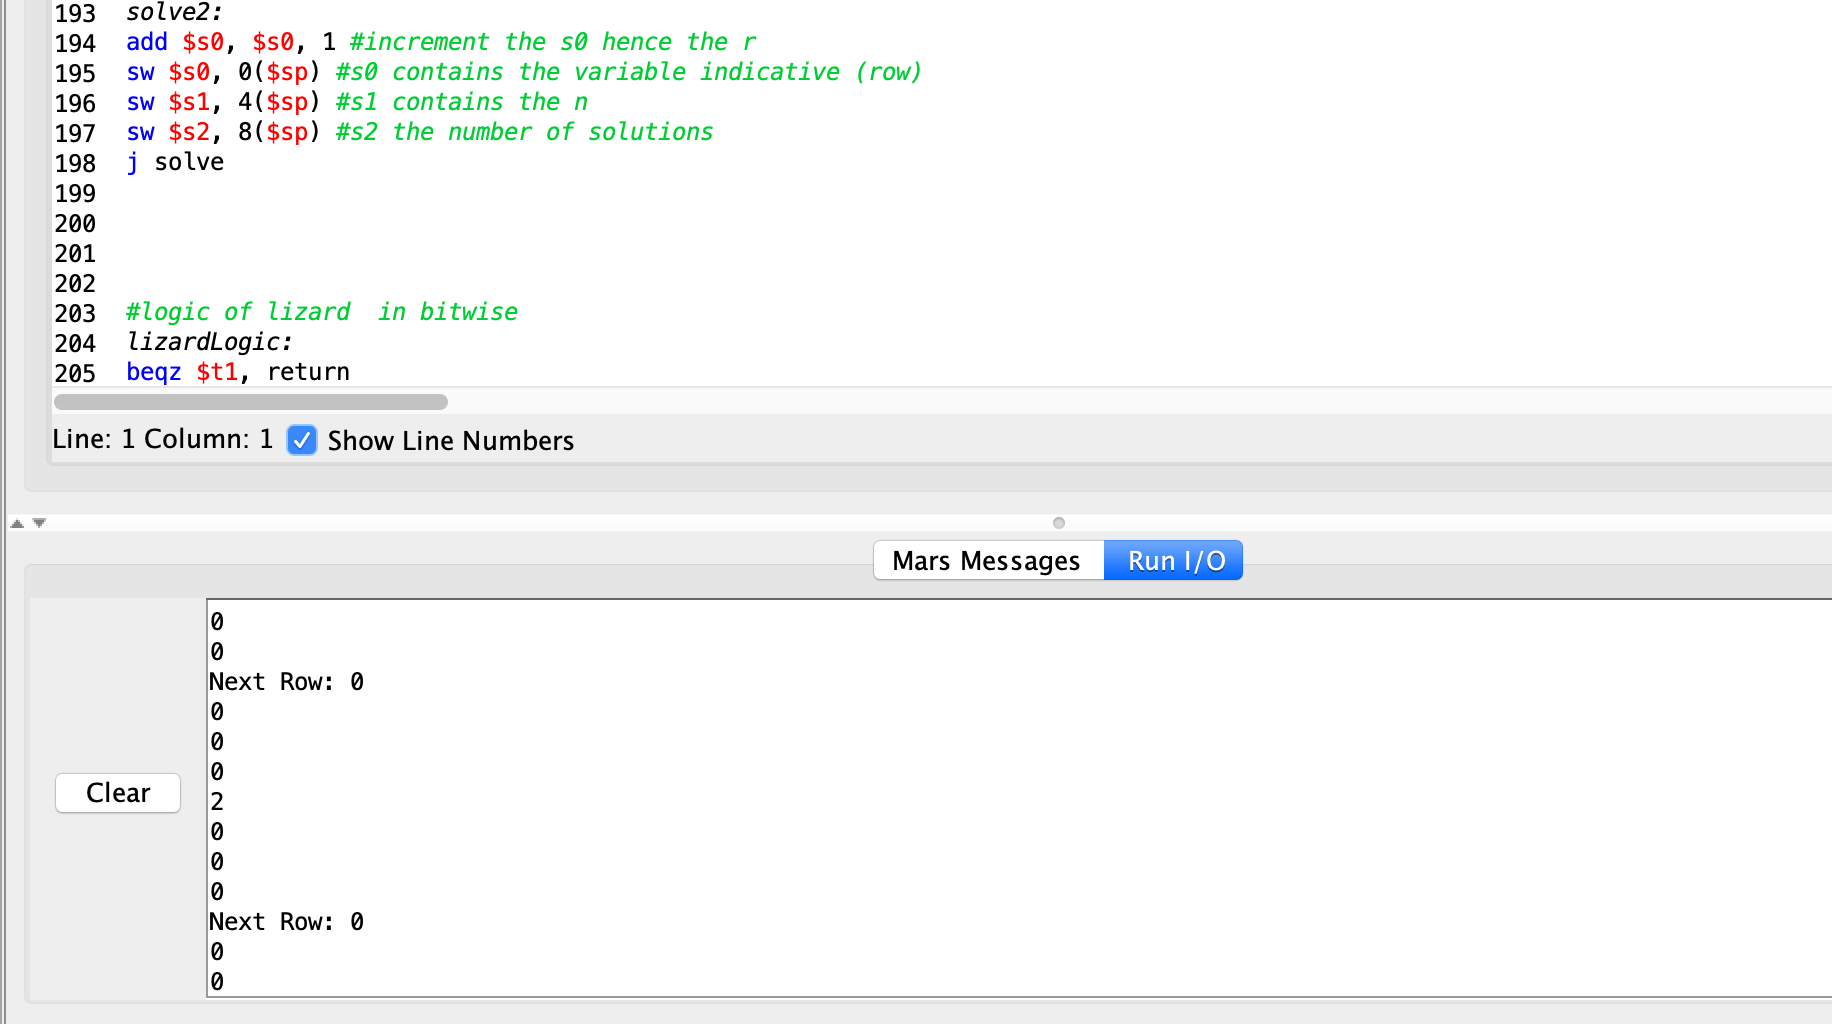 193 solve2:
194 add $s0, $s0, 1 #increment the s0 hence the r
195 sw $s0, 0($sp) #s0 contains the variable indicative (row)
196 sw $s1, 4($sp) #s1 contains the n
197 sw $s2, 8($sp) #s2 the number of solutions
198 j solve
199
200
201
202
203 #logic of lizard  in bitwise
204 lizardLogic:
205 beqz $t1, return
Line: 1 Column: 1 Show Line Numbers
Mars Messages Run I/O
0
0
Next Row: 0
0
0
0
2
0
0
0
Next Row: 0
0
0
Clear